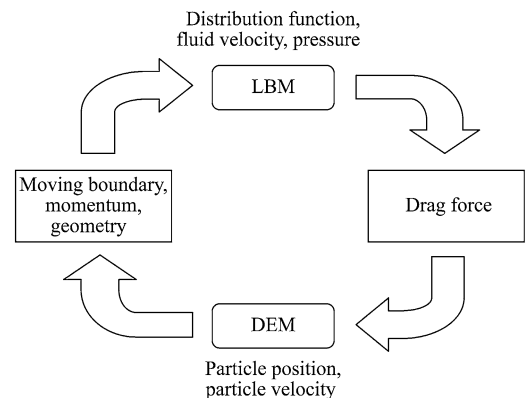 Distribution function,
fluid velocity, pressure
LBM
Moving boundary,
momentum,
geometry
Drag force
DEM
Particle position,
particle velocity